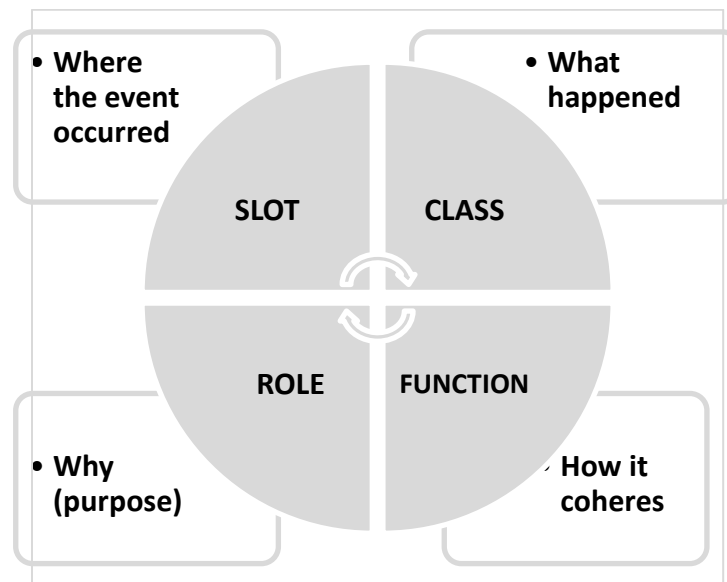 • Where
the event
occurred
• What
happened
SLOT
CLASS
ROLE
FUNCTION
• Why
(purpose)
• How it
coheres